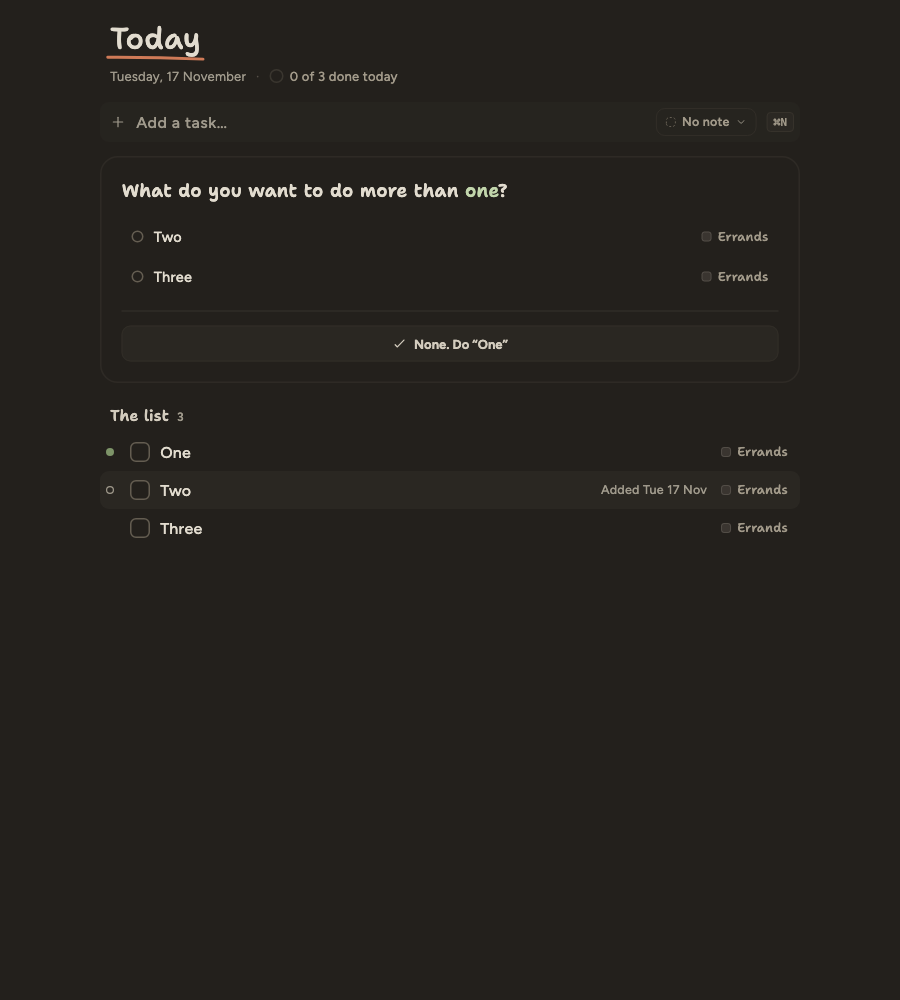 Today
Tuesday, 17 November · 0 of 3 done today
+ Add a task... No note ⌘N
What do you want to do more than one?
Two Errands
Three Errands
✓ None. Do “One”
The list 3
One Errands
Two Added Tue 17 Nov Errands
Three Errands